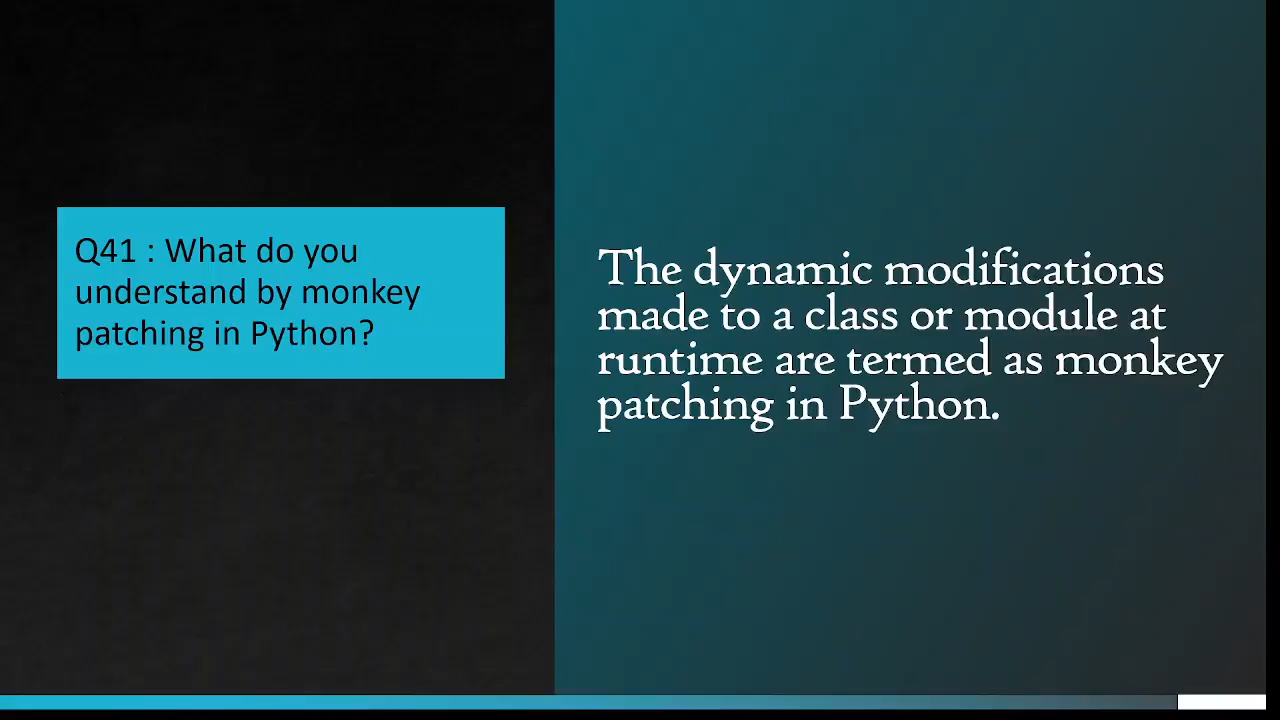 Q41 : What do you
understand by monkey
patching in Python?
The dynamic modifications
made to a class or module at
runtime are termed as monkey
patching in Python.